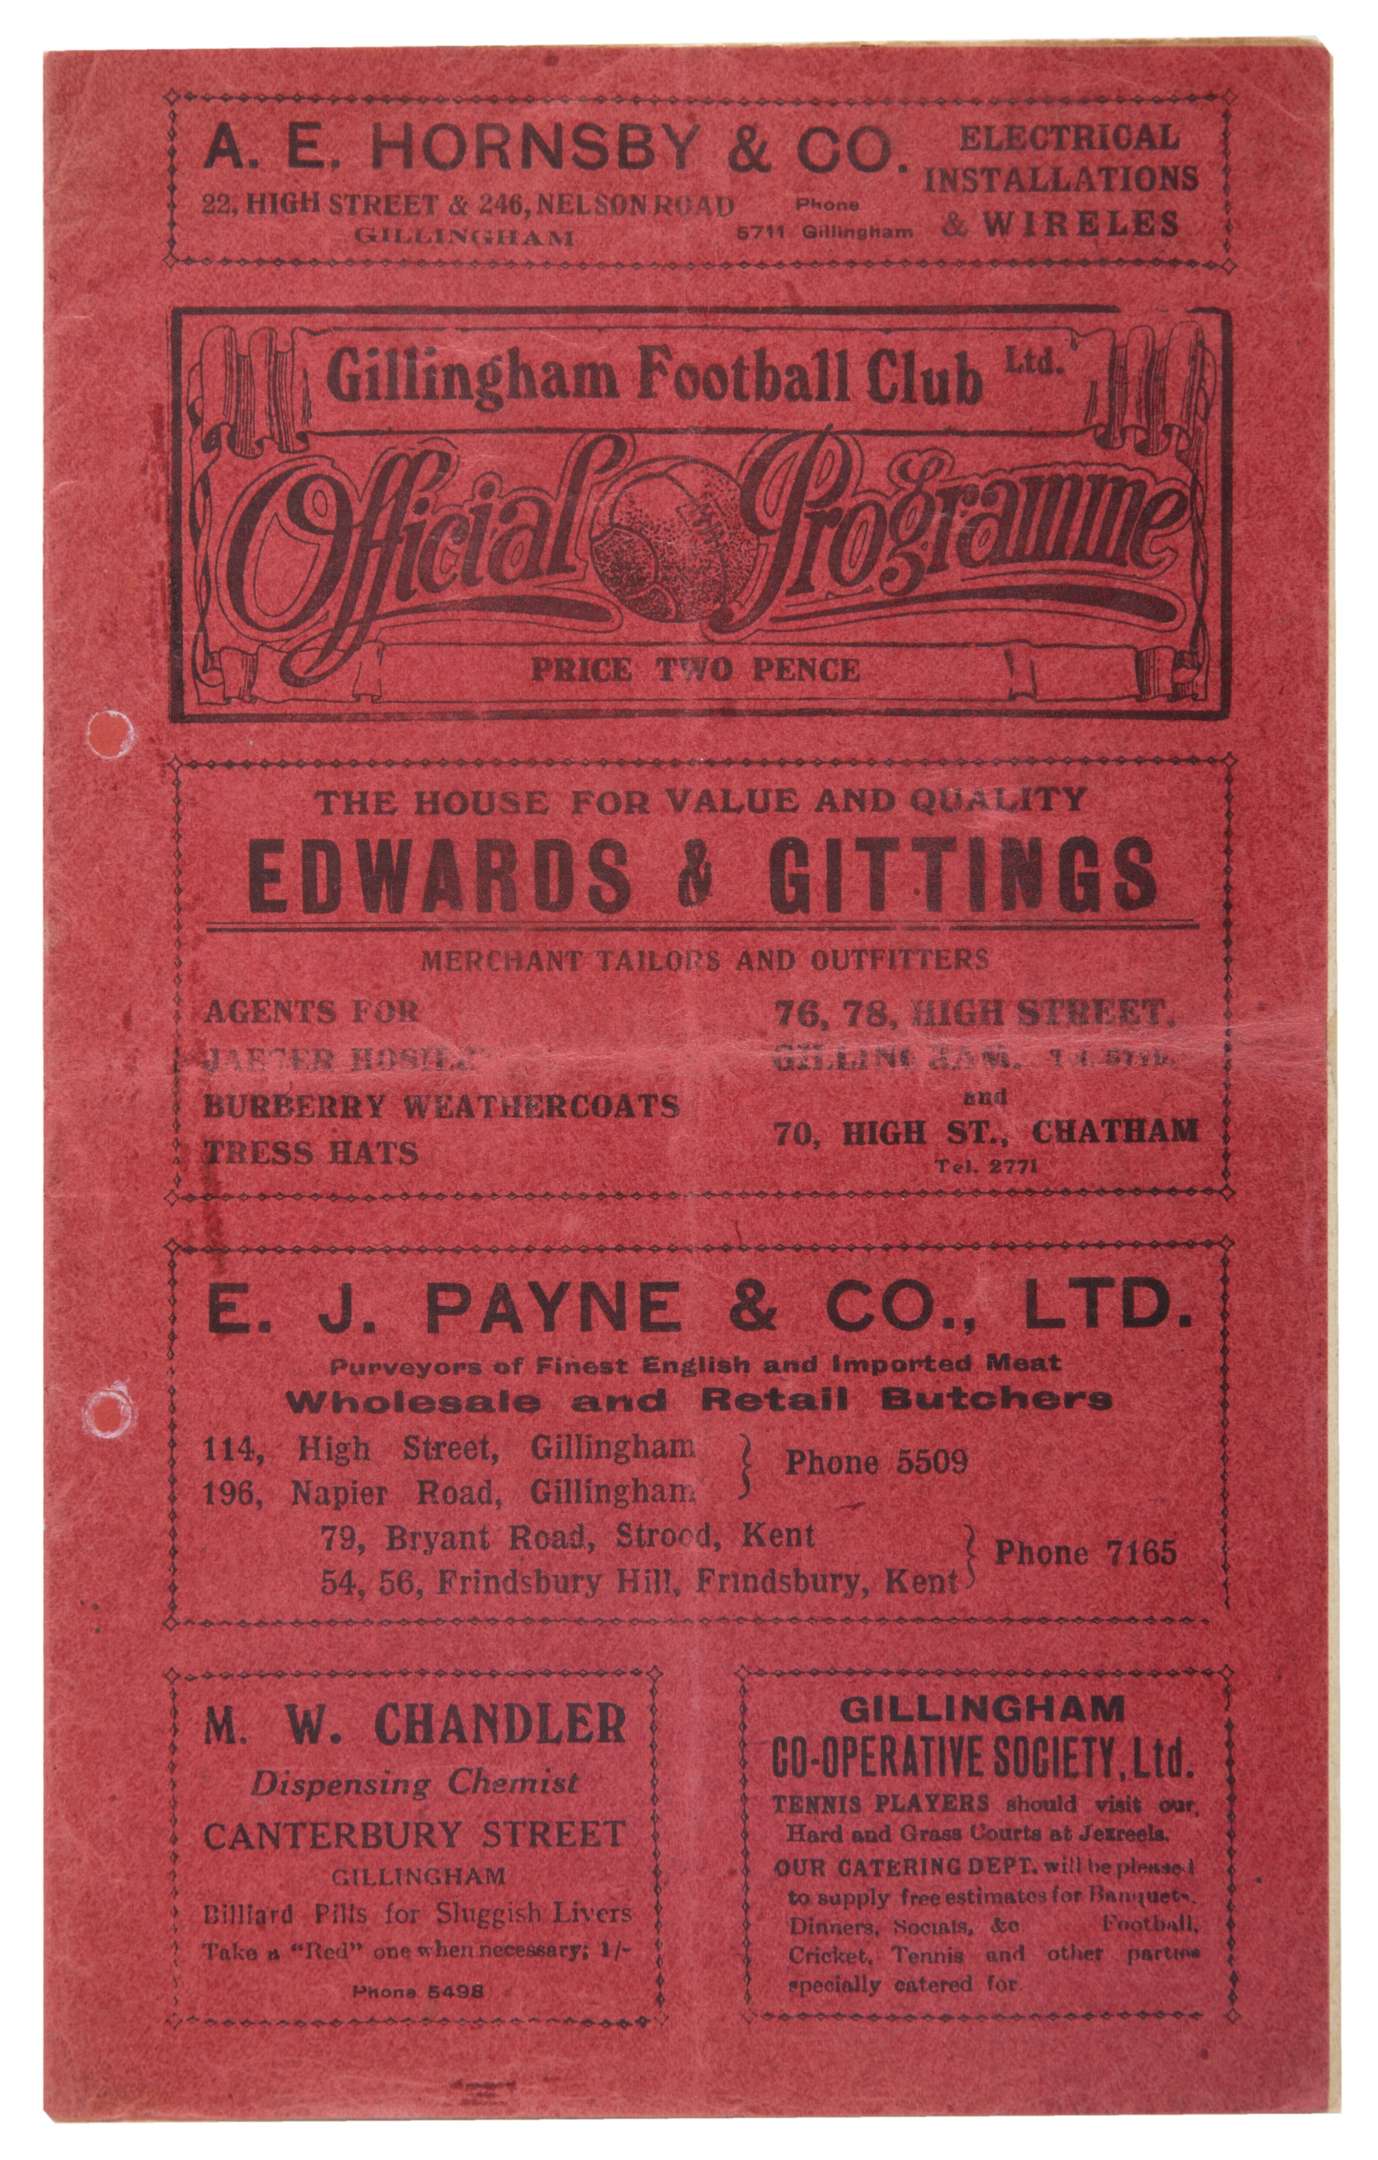 A. E. HORNSBY & CO.
22, HIGH STREET & 246, NELSON ROAD
GILLINGHAM
Phone
5711 Gillingham
ELECTRICAL
INSTALLATIONS
& WIRELES
Gillingham Football Club Ltd.
Official Programme
PRICE TWO PENCE
THE HOUSE FOR VALUE AND QUALITY
EDWARDS & GITTINGS
MERCHANT TAILORS AND OUTFITTERS
AGENTS FOR
JAEGER
BURBERRY WEATHERCOATS
TRESS HATS
76, 78, HIGH STREET,
GILLINGHAM. Tel.
and
70, HIGH ST., CHATHAM
Tel. 2771
E. J. PAYNE & CO., LTD.
Purveyors of Finest English and Imported Meat
Wholesale and Retail Butchers
114, High Street, Gillingham
196, Napier Road, Gillingham
Phone 5509
79, Bryant Road, Strood, Kent
54, 56, Frindsbury Hill, Frindsbury, Kent
Phone 7165
M. W. CHANDLER
Dispensing Chemist
CANTERBURY STREET
GILLINGHAM
Billiard Pills for Sluggish Livers
Take a "Red" one when necessary; 1/-
Phone 5498
GILLINGHAM
CO-OPERATIVE SOCIETY, Ltd.
TENNIS PLAYERS should visit our
Hard and Grass Courts at Jezreels.
OUR CATERING DEPT. will be pleased
to supply free estimates for Banquets,
Dinners, Socials, &c Football,
Cricket, Tennis and other parties
specially catered for.